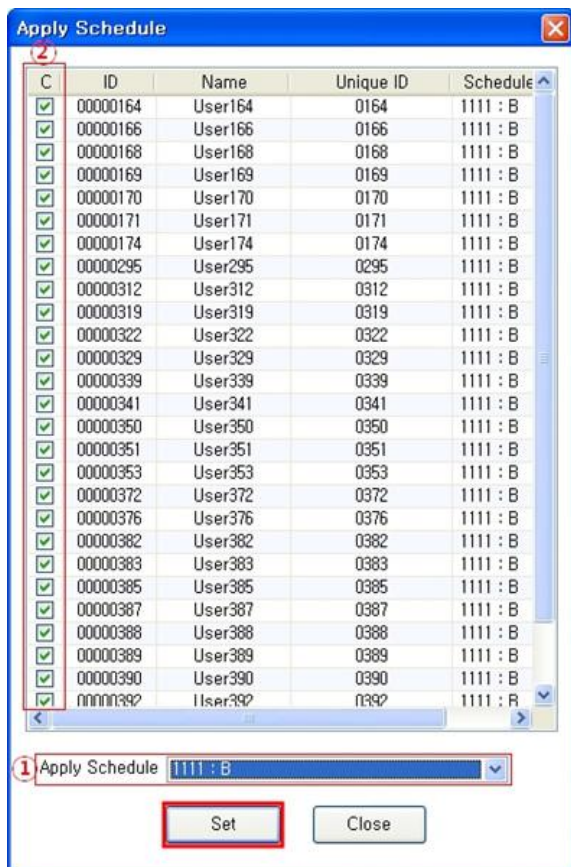 Apply Schedule
②
C ID Name Unique ID Schedule
00000164 User164 0164 1111 : B
00000166 User166 0166 1111 : B
00000168 User168 0168 1111 : B
00000169 User169 0169 1111 : B
00000170 User170 0170 1111 : B
00000171 User171 0171 1111 : B
00000174 User174 0174 1111 : B
00000295 User295 0295 1111 : B
00000312 User312 0312 1111 : B
00000319 User319 0319 1111 : B
00000322 User322 0322 1111 : B
00000329 User329 0329 1111 : B
00000339 User339 0339 1111 : B
00000341 User341 0341 1111 : B
00000350 User350 0350 1111 : B
00000351 User351 0351 1111 : B
00000353 User353 0353 1111 : B
00000372 User372 0372 1111 : B
00000376 User376 0376 1111 : B
00000382 User382 0382 1111 : B
00000383 User383 0383 1111 : B
00000385 User385 0385 1111 : B
00000387 User387 0387 1111 : B
00000388 User388 0388 1111 : B
00000389 User389 0389 1111 : B
00000390 User390 0390 1111 : B
00000392 User392 0392 1111 : B
① Apply Schedule 1111 : B
Set Close